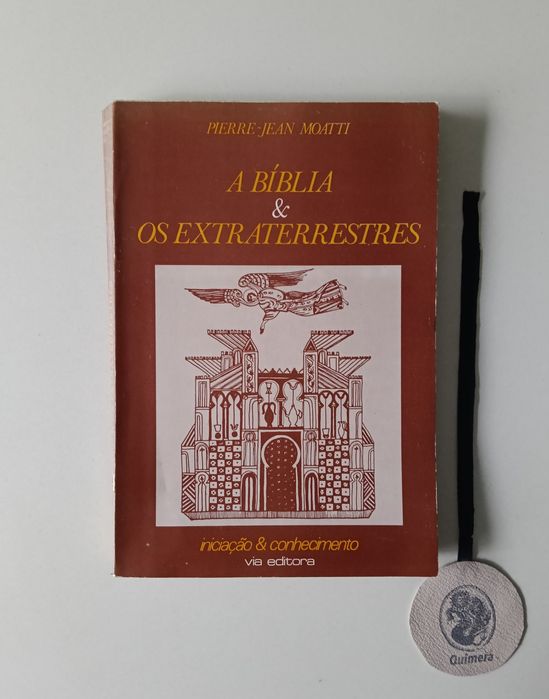 PIERRE-JEAN MOATTI
A BÍBLIA
&
OS EXTRATERRESTRES
iniciação & conhecimento
via editora
Quimera